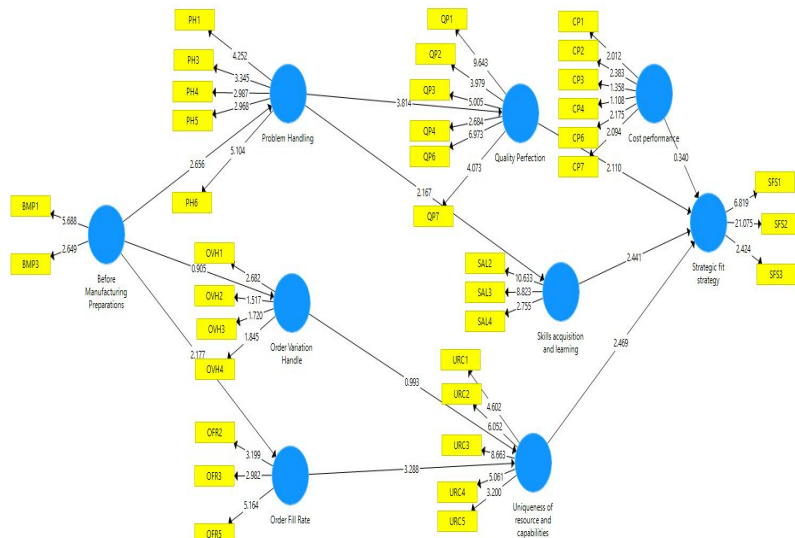 PH1
PH3
PH4
PH5
PH6
4.252
3.345
2.987
2.968
5.104
Problem Handling
QP1
QP2
QP3
QP4
QP6
QP7
9.643
3.979
5.005
2.684
6.973
4.073
Quality Perfection
CP1
CP2
CP3
CP4
CP6
CP7
2.012
2.383
1.358
1.108
2.175
2.094
Cost performance
3.814
2.167
2.110
0.340
BMP1
BMP3
5.688
2.649
Before
Manufacturing
Preparations
2.656
0.905
2.177
OVH1
OVH2
OVH3
OVH4
2.682
1.517
1.720
1.845
Order Variation
Handle
SAL2
SAL3
SAL4
10.633
8.823
2.755
Skills acquisition
and learning
2.441
SFS1
SFS2
SFS3
6.819
21.075
2.424
Strategic fit
strategy
2.469
0.993
OFR2
OFR3
OFR5
3.199
2.982
5.164
Order Fill Rate
3.288
URC1
URC2
URC3
URC4
URC5
4.602
6.052
8.663
5.061
3.200
Uniqueness of
resource and
capabilities